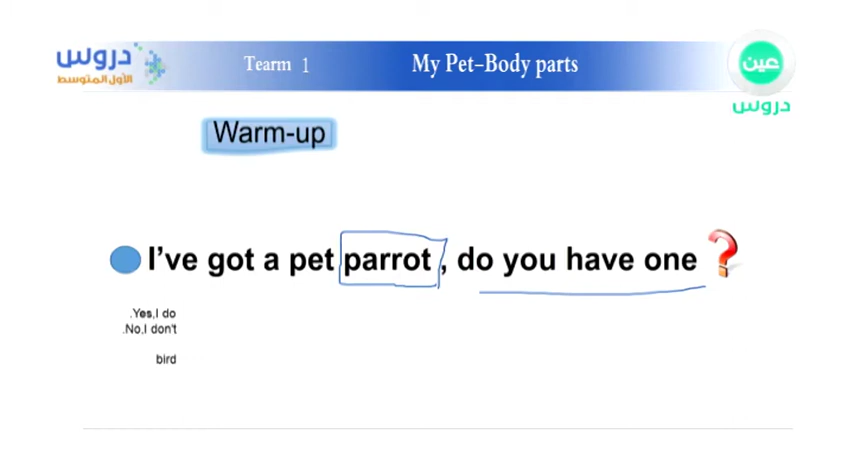 دروس
الأول المتوسط
Tearm 1
My Pet-Body parts
عين
دروس
Warm-up
I've got a pet parrot , do you have one ?
.Yes,I do
.No,I don't
bird